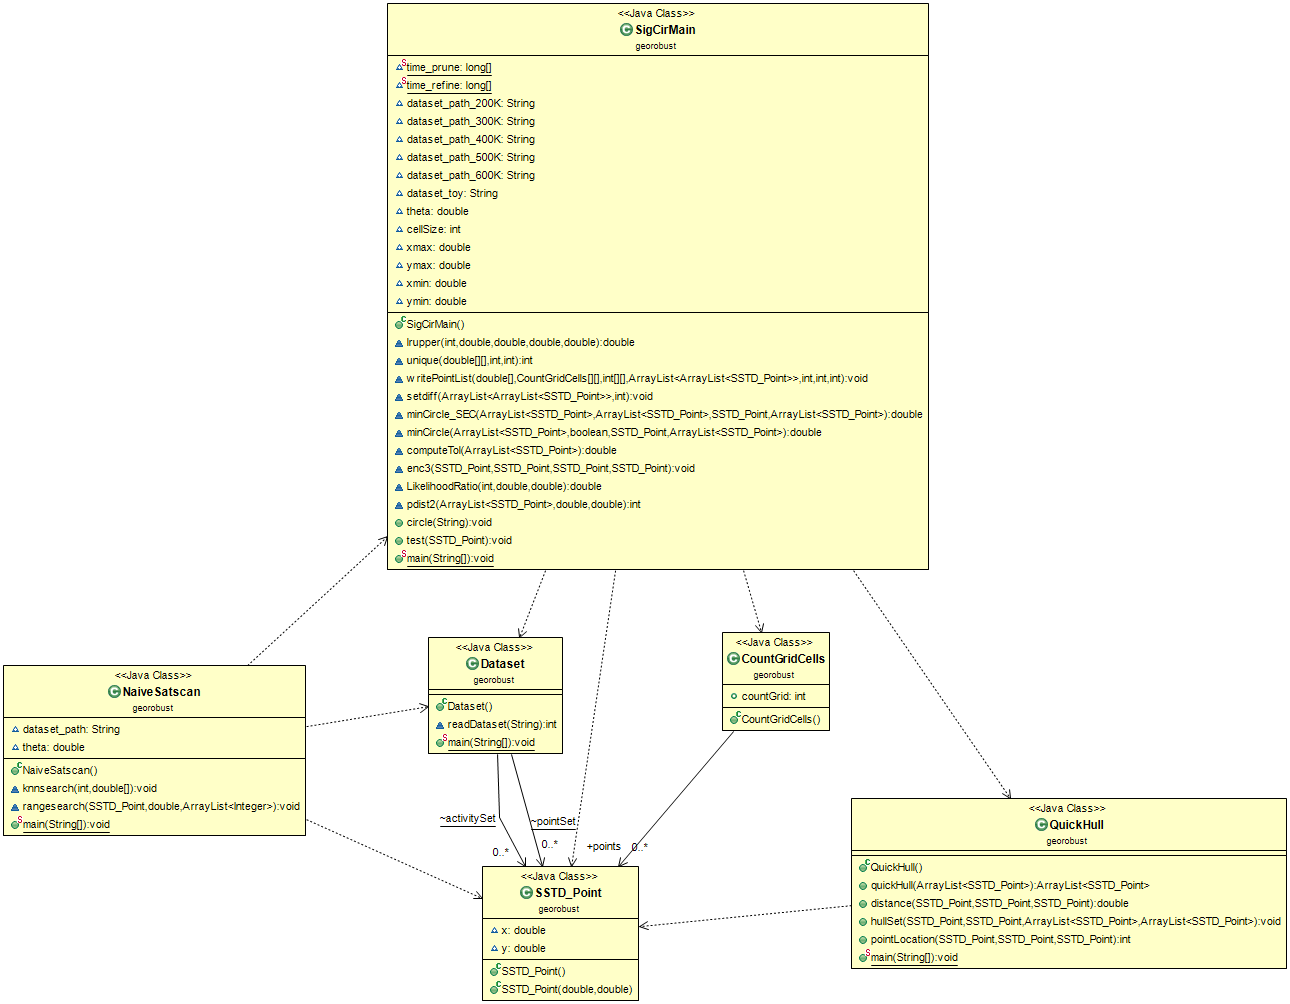 <<Java Class>>
SigCirMain
georobust
time_prune: long[]
time_refine: long[]
dataset_path_200K: String
dataset_path_300K: String
dataset_path_400K: String
dataset_path_500K: String
dataset_path_600K: String
dataset_toy: String
theta: double
cellSize: int
xmax: double
ymax: double
xmin: double
ymin: double
SigCirMain()
lrupper(int,double,double,double,double):double
unique(double[][],int,int):int
writePointList(double[],CountGridCells[][],int[][],ArrayList<ArrayList<SSTD_Point>>,int,int,int):void
setdiff(ArrayList<ArrayList<SSTD_Point>>,int):void
minCircle_SEC(ArrayList<SSTD_Point>,ArrayList<SSTD_Point>,SSTD_Point,ArrayList<SSTD_Point>):double
minCircle(ArrayList<SSTD_Point>,boolean,SSTD_Point,ArrayList<SSTD_Point>):double
computeTol(ArrayList<SSTD_Point>):double
enc3(SSTD_Point,SSTD_Point,SSTD_Point,SSTD_Point):void
LikelihoodRatio(int,double,double):double
pdist2(ArrayList<SSTD_Point>,double,double):int
circle(String):void
test(SSTD_Point):void
main(String[]):void
<<Java Class>>
NaiveSatscan
georobust
dataset_path: String
theta: double
NaiveSatscan()
knnsearch(int,double[]):void
rangesearch(SSTD_Point,double,ArrayList<Integer>):void
main(String[]):void
<<Java Class>>
Dataset
georobust
Dataset()
readDataset(String):int
main(String[]):void
<<Java Class>>
CountGridCells
georobust
countGrid: int
CountGridCells()
~activitySet
0..*
~pointSet
0..*
+points
0..*
<<Java Class>>
SSTD_Point
georobust
x: double
y: double
SSTD_Point()
SSTD_Point(double,double)
<<Java Class>>
QuickHull
georobust
QuickHull()
quickHull(ArrayList<SSTD_Point>):ArrayList<SSTD_Point>
distance(SSTD_Point,SSTD_Point,SSTD_Point):double
hullSet(SSTD_Point,SSTD_Point,ArrayList<SSTD_Point>,ArrayList<SSTD_Point>):void
pointLocation(SSTD_Point,SSTD_Point,SSTD_Point):int
main(String[]):void